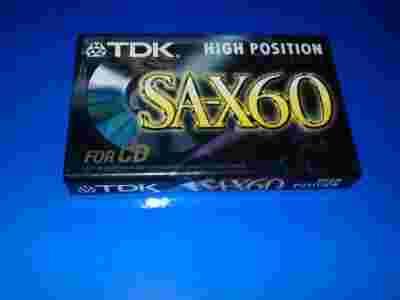 TDK. HIGH POSITION
SA-X60
FOR CD
TDK SA-X60